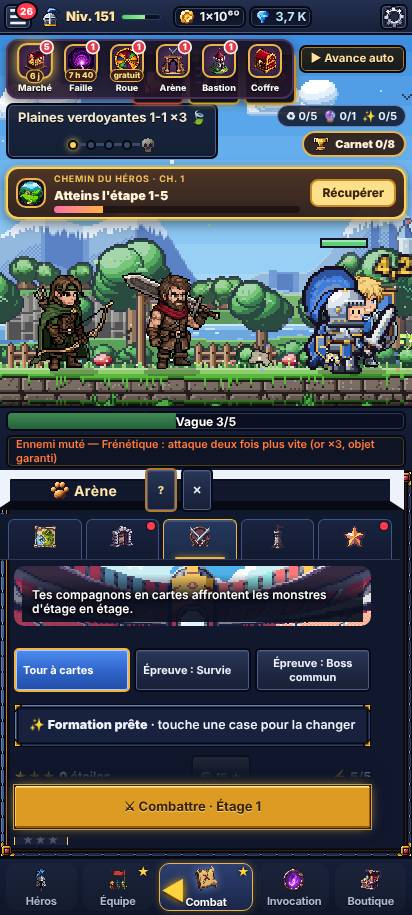 26
Niv. 151
1×10⁶⁰
3,7 K
5
6 j
Marché
1
7 h 40
Faille
1
gratuit
Roue
1
Arène
1
Bastion
Coffre
▶ Avance auto
Plaines verdoyantes 1-1 ×3
0/5 0/1 0/5
Carnet 0/8
CHEMIN DU HÉROS · CH. 1
Atteins l'étape 1-5
Récupérer
Vague 3/5
Ennemi muté — Frénétique : attaque deux fois plus vite (or ×3, objet
garanti)
Arène
?
×
Tes compagnons en cartes affrontent les monstres
d'étage en étage.
Tour à cartes
Épreuve : Survie
Épreuve : Boss
commun
Formation prête · touche une case pour la changer
0 étoiles
5/5
Combattre · Étage 1
Héros
Équipe
Combat
Invocation
Boutique